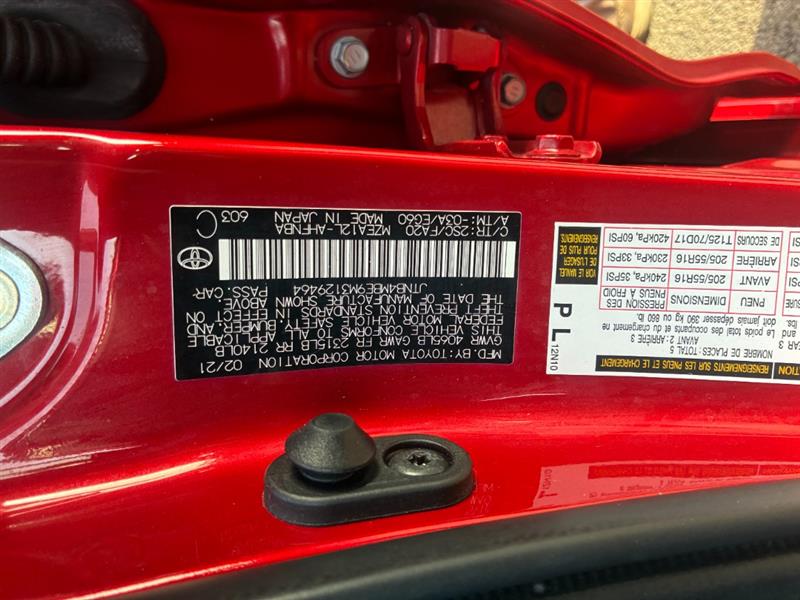 MFD.BY:TOYOTA MOTOR CORPORATION 02/21
GVWR 4065LB GAWR FR 2315LB RR 2140LB
THIS VEHICLE CONFORMS TO ALL APPLICABLE
FEDERAL MOTOR VEHICLE SAFETY, BUMPER, AND
THEFT PREVENTION STANDARDS IN EFFECT ON
THE DATE OF MANUFACTURE SHOWN ABOVE.
JTNB4MBE9M3129464 PASS.CAR
C/TR:2SC/FA20 MZEA12L-AHFNBA
A/TM:-03A/EG60 MADE IN JAPAN 603 C
RENSEIGNEMENTS SUR LES PNEUS ET LE CHARGEMENT
NOMBRE DE PLACES: TOTAL 5
AVANT 2: ARRIÈRE 3
Le poids des occupants et du chargement
doit jamais dépasser 390 kg ou 860 lb.
PNEU DIMENSIONS PRESSIONS DES PNEUS À FROID
AVANT 205/55R16 240kPa, 35PSI
ARRIÈRE 205/55R16 230kPa, 33PSI
DE SECOURS T125/70D17 420kPa, 60PSI
VOIR LE MANUEL DE L'USAGER POUR PLUS DE RENSEIGNEMENTS
P L 12N10